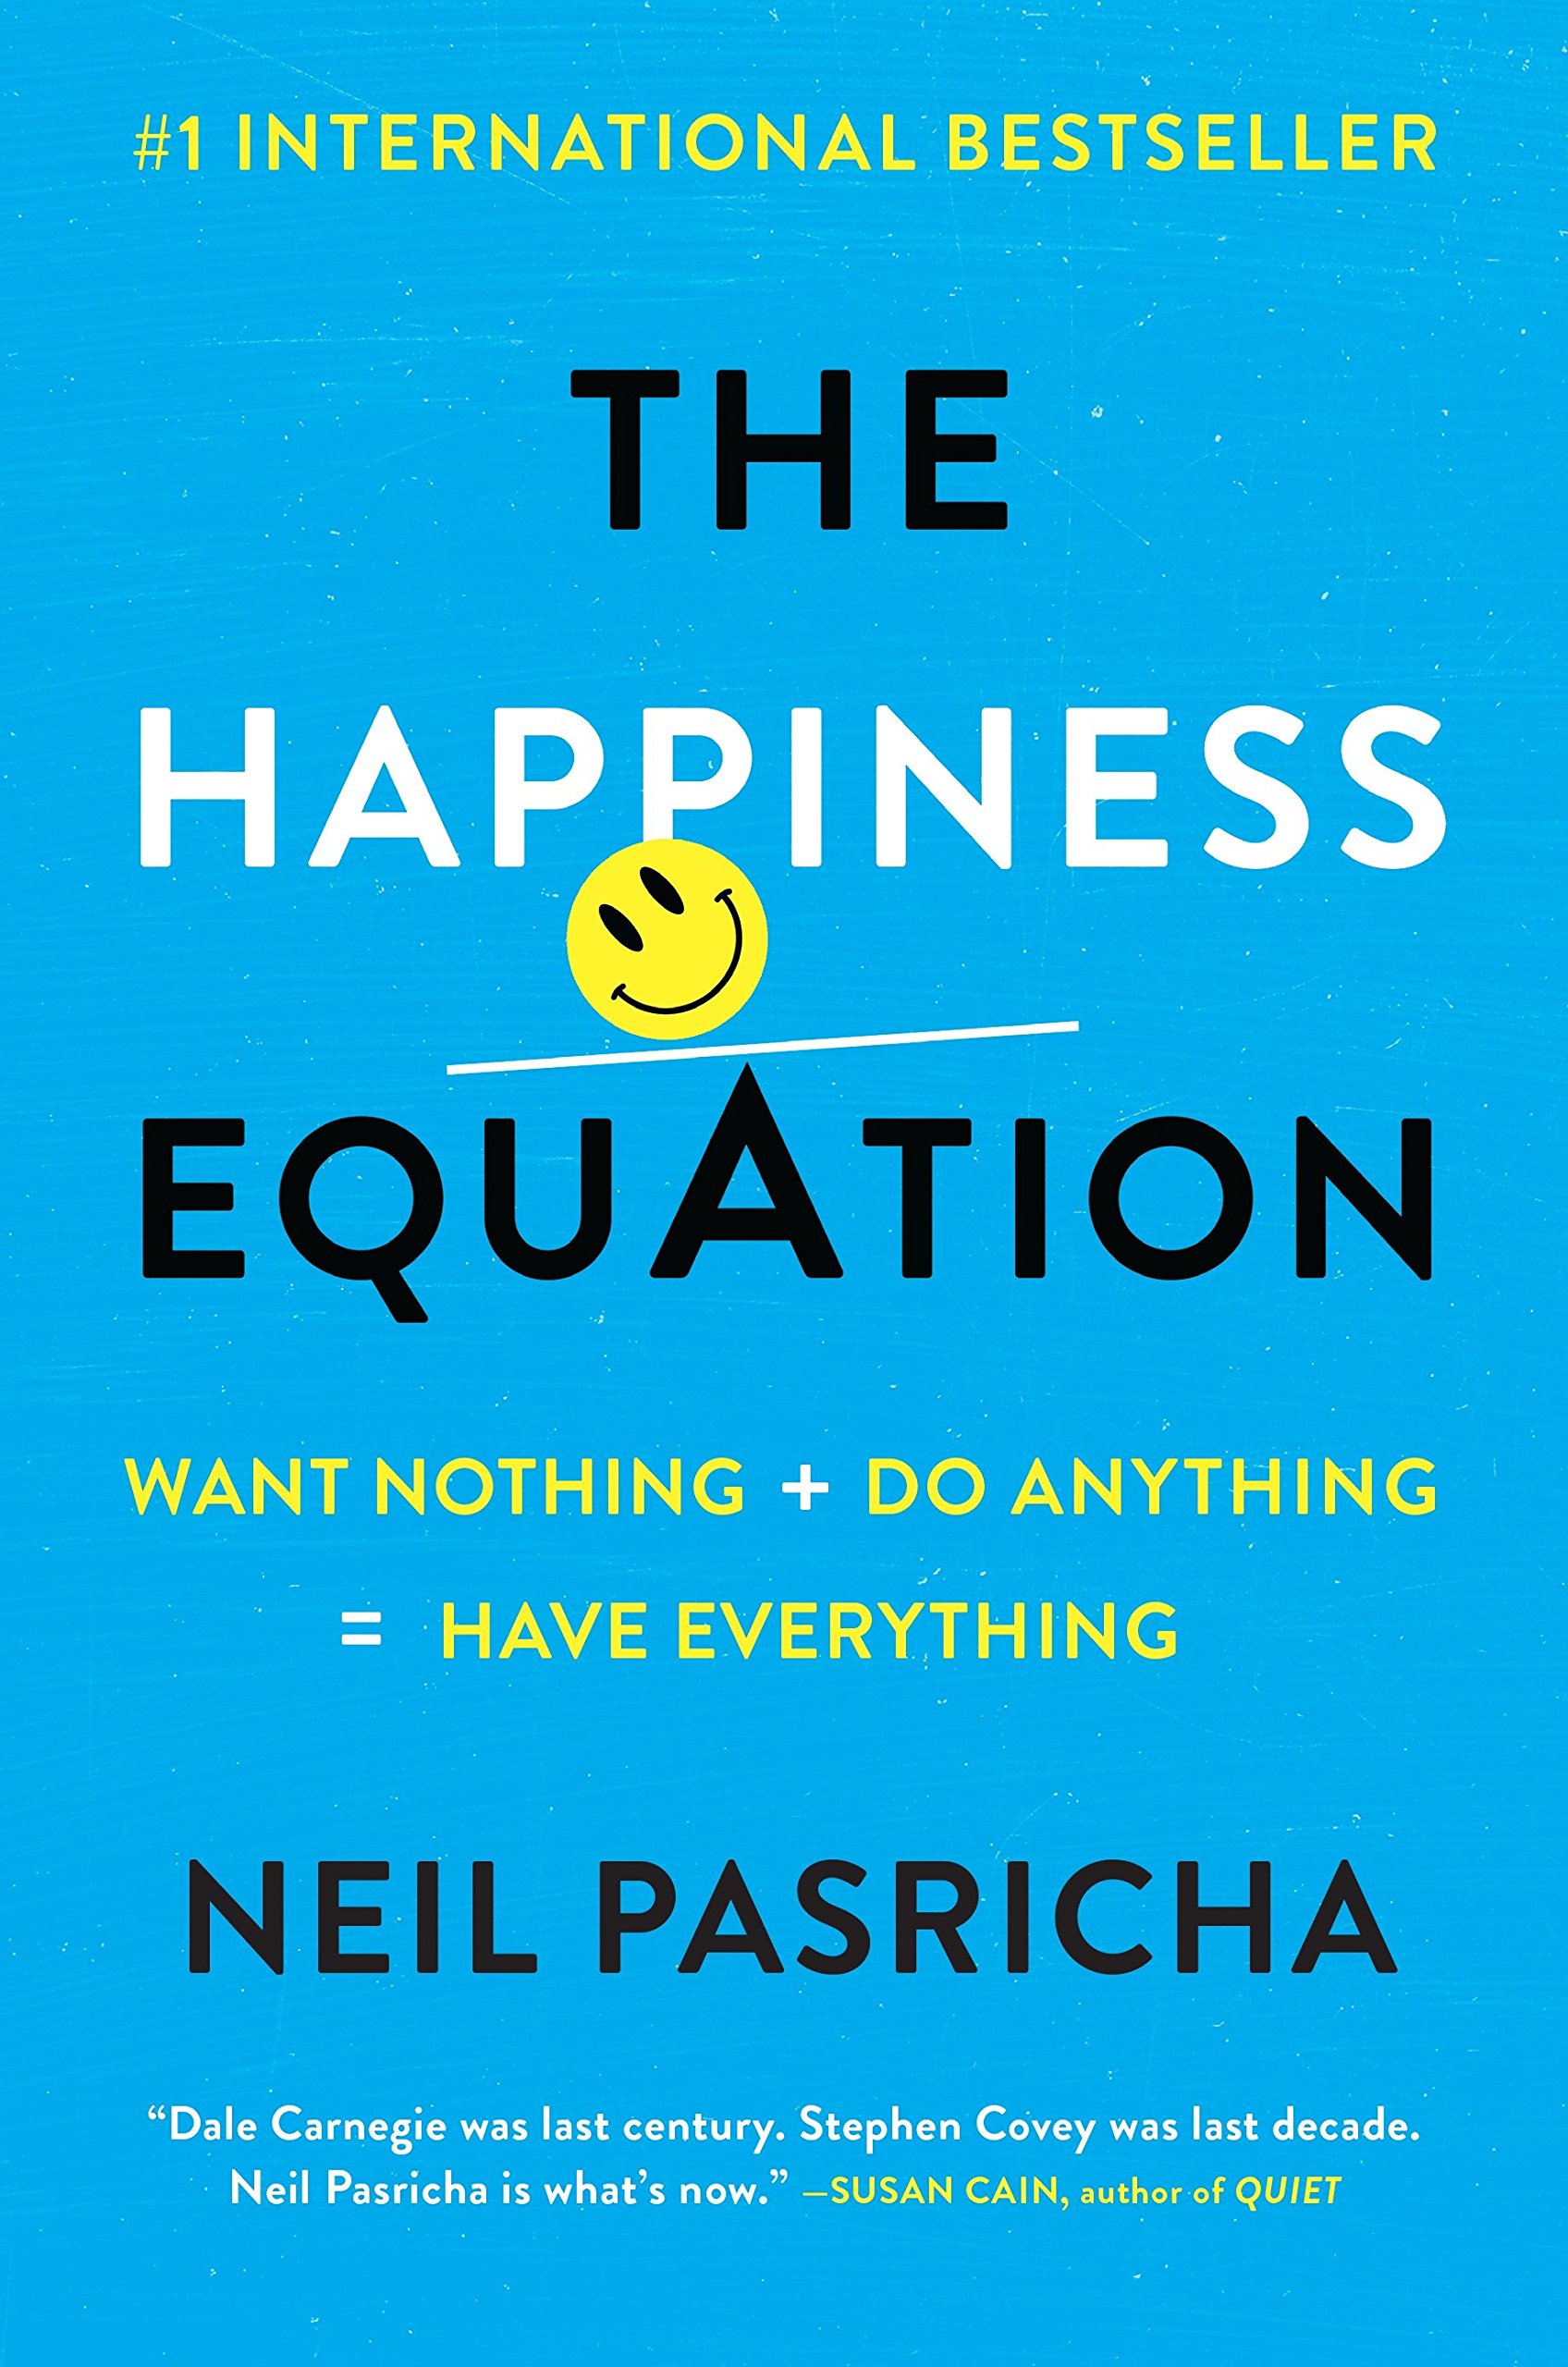 #1 INTERNATIONAL BESTSELLER
THE
HAPPINESS
EQUATION
WANT NOTHING + DO ANYTHING
= HAVE EVERYTHING
NEIL PASRICHA
“Dale Carnegie was last century. Stephen Covey was last decade.
Neil Pasricha is what’s now.” —SUSAN CAIN, author of QUIET